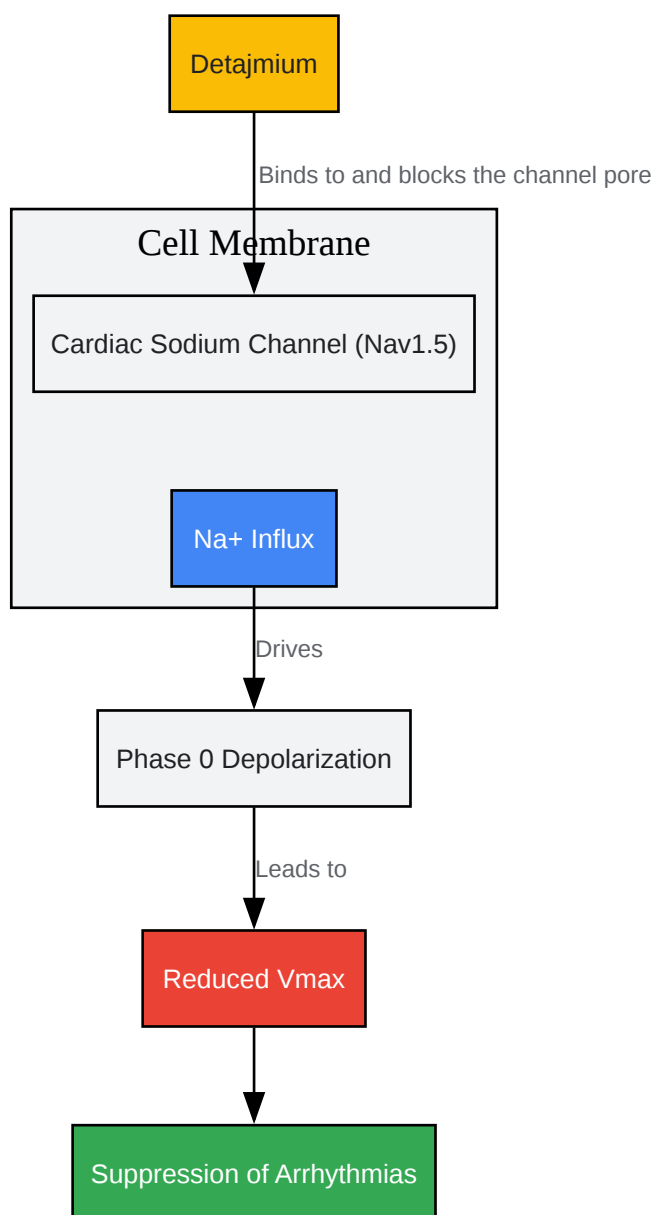 Detajmium
Binds to and blocks the channel pore
Cell Membrane
Cardiac Sodium Channel (Nav1.5)
Na+ Influx
Drives
Phase 0 Depolarization
Leads to
Reduced Vmax
Suppression of Arrhythmias